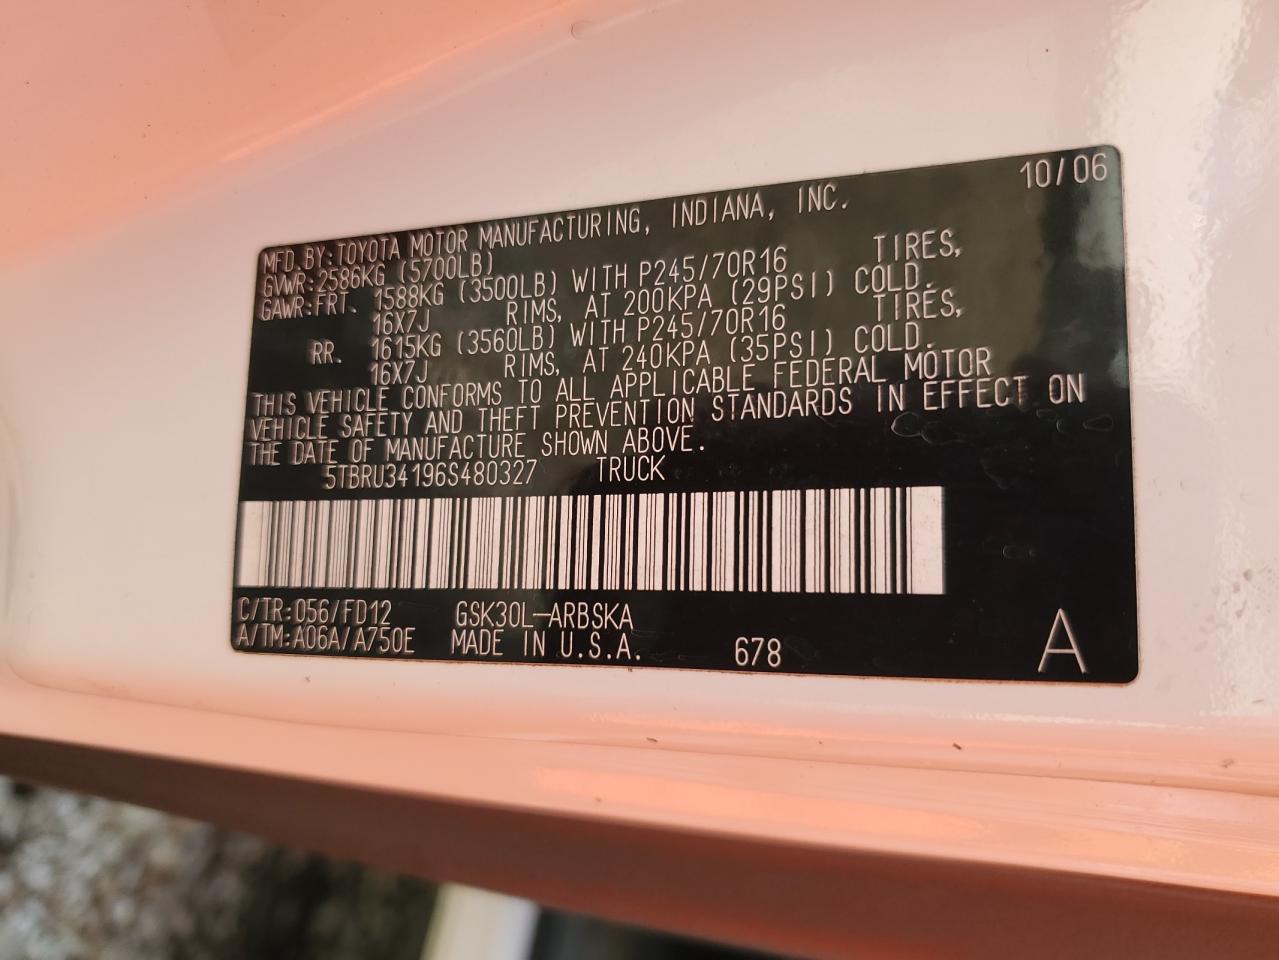 10/06
MFD. BY: TOYOTA MOTOR MANUFACTURING, INDIANA, INC.
GVWR: 2586KG (5700LB)
GAWR: FRT. 1588KG (3500LB) WITH P245/70R16 TIRES,
16X7J RIMS, AT 200KPA (29PSI) COLD.
RR. 1615KG (3560LB) WITH P245/70R16 TIRES,
16X7J RIMS, AT 240KPA (35PSI) COLD.
THIS VEHICLE CONFORMS TO ALL APPLICABLE FEDERAL MOTOR
VEHICLE SAFETY AND THEFT PREVENTION STANDARDS IN EFFECT ON
THE DATE OF MANUFACTURE SHOWN ABOVE.
5TBRU34196S480327 TRUCK
C/TR: 056/FD12 GSK30L-ARBSKA
A/TM: A06A/A750E MADE IN U.S.A. 678 A